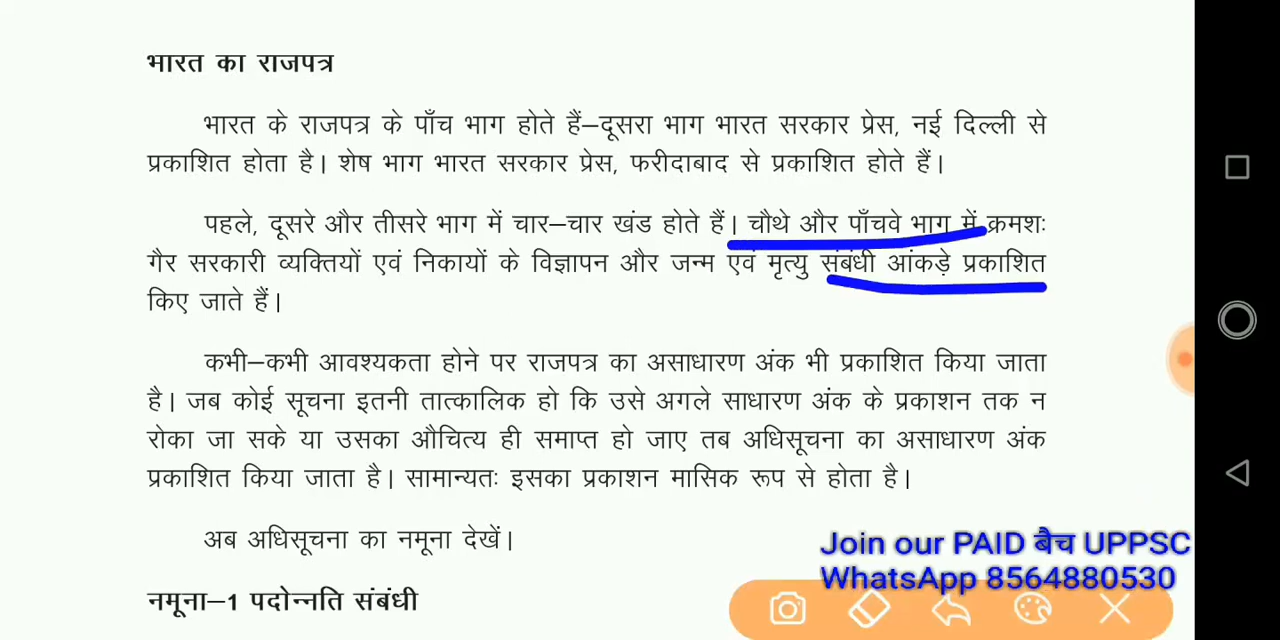 भारत का राजपत्र
भारत के राजपत्र के पाँच भाग होते हैं–दूसरा भाग भारत सरकार प्रेस, नई दिल्ली से
प्रकाशित होता है। शेष भाग भारत सरकार प्रेस, फरीदाबाद से प्रकाशित होते हैं।
पहले, दूसरे और तीसरे भाग में चार–चार खंड होते हैं। चौथे और पाँचवे भाग में क्रमशः
गैर सरकारी व्यक्तियों एवं निकायों के विज्ञापन और जन्म एवं मृत्यु संबंधी आंकड़े प्रकाशित
किए जाते हैं।
कभी–कभी आवश्यकता होने पर राजपत्र का असाधारण अंक भी प्रकाशित किया जाता
है। जब कोई सूचना इतनी तात्कालिक हो कि उसे अगले साधारण अंक के प्रकाशन तक न
रोका जा सके या उसका औचित्य ही समाप्त हो जाए तब अधिसूचना का असाधारण अंक
प्रकाशित किया जाता है। सामान्यतः इसका प्रकाशन मासिक रूप से होता है।
अब अधिसूचना का नमूना देखें।
Join our PAID बैच UPPSC
WhatsApp 8564880530
नमूना–1 पदोन्नति संबंधी